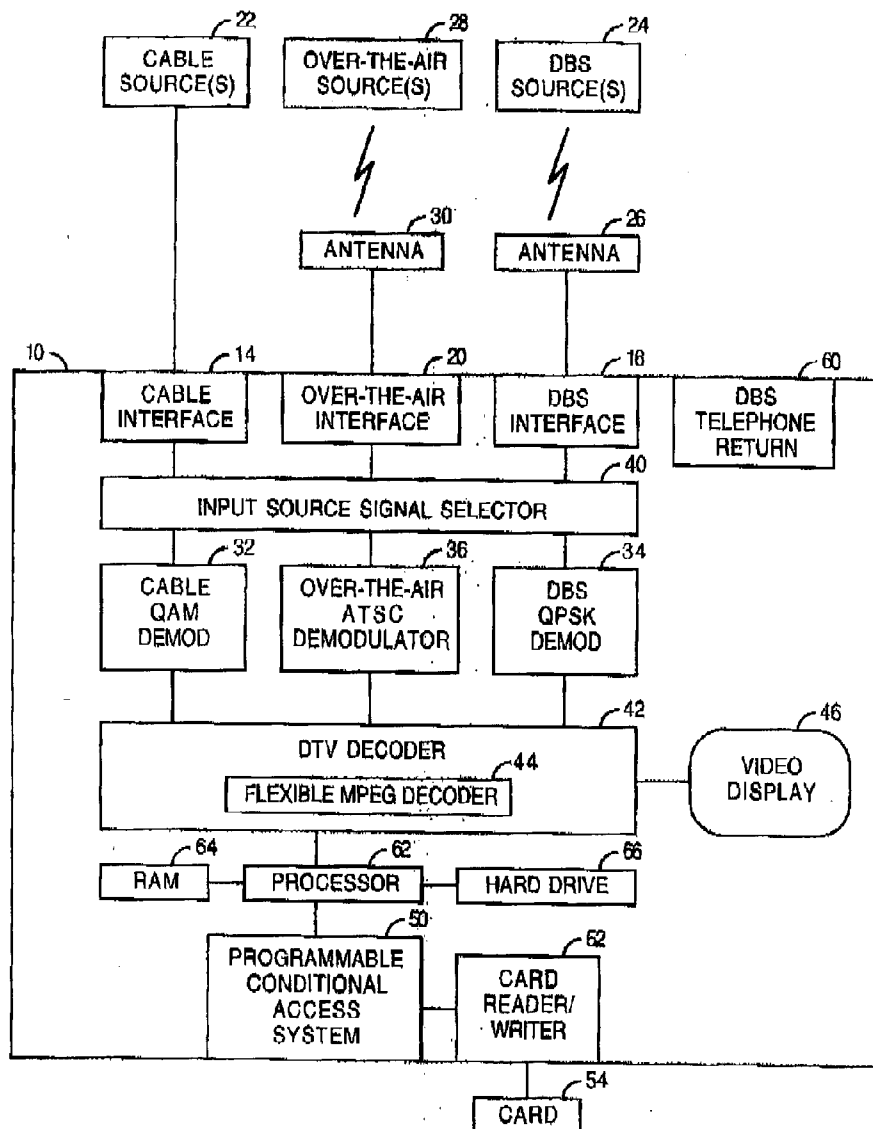 22 28 24
CABLE SOURCE(S)
OVER-THE-AIR SOURCE(S)
DBS SOURCE(S)
30 26
ANTENNA ANTENNA
10 14 20 16 60
CABLE INTERFACE
OVER-THE-AIR INTERFACE
DBS INTERFACE
DBS TELEPHONE RETURN
40
INPUT SOURCE SIGNAL SELECTOR
32 36 34
CABLE QAM DEMOD
OVER-THE-AIR ATSC DEMODULATOR
DBS QPSK DEMOD
42 46
DTV DECODER
44
FLEXIBLE MPEG DECODER
VIDEO DISPLAY
64 62 66
RAM PROCESSOR HARD DRIVE
50 62
PROGRAMMABLE CONDITIONAL ACCESS SYSTEM
CARD READER/ WRITER
54
CARD